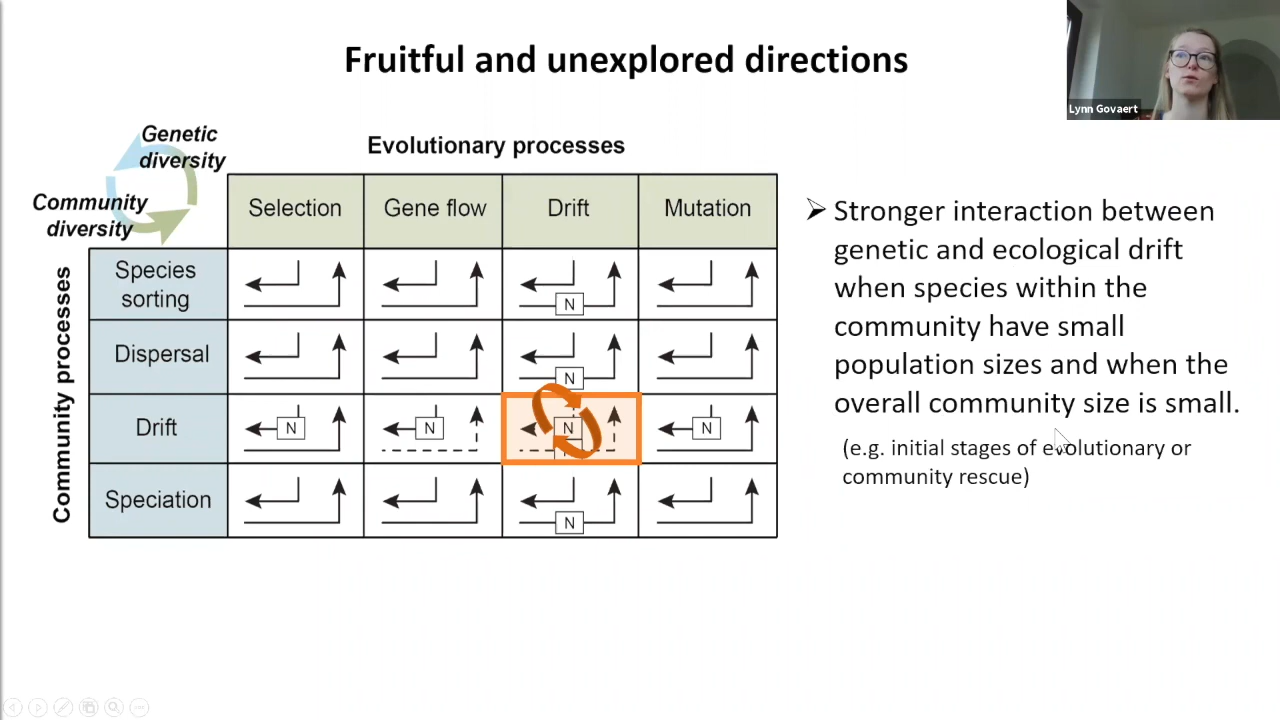 Fruitful and unexplored directions
Lynn Govaert
Genetic
diversity
Community
diversity
Evolutionary processes
Selection
Gene flow
Drift
Mutation
Community processes
Species
sorting
N
Dispersal
N
Drift
N
N
N
N
Speciation
N
➢ Stronger interaction between
genetic and ecological drift
when species within the
community have small
population sizes and when the
overall community size is small.
(e.g. initial stages of evolutionary or
community rescue)